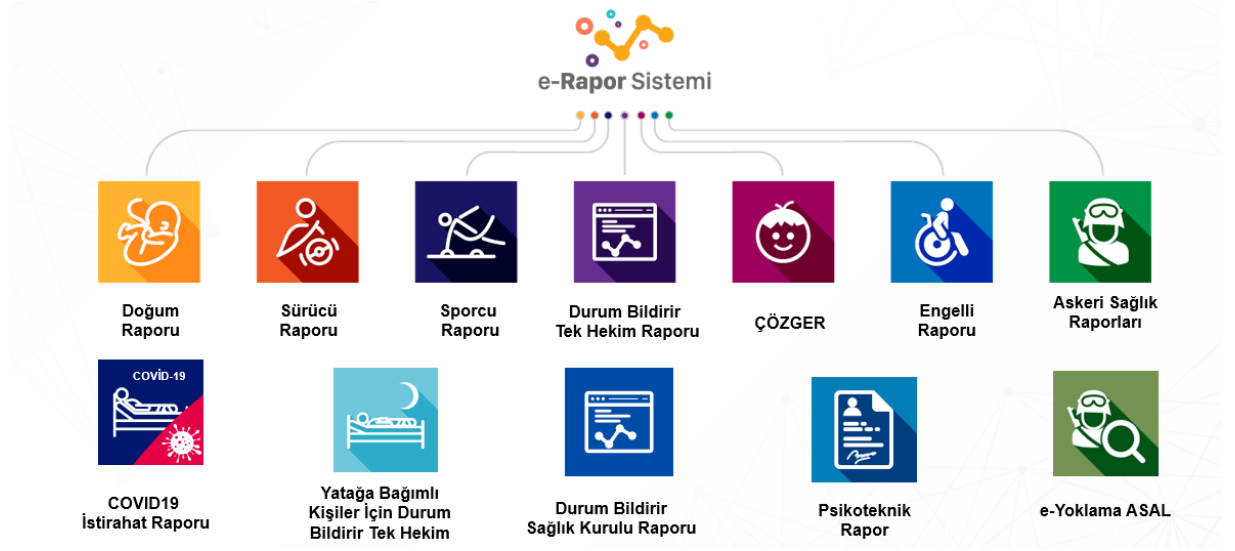 e-Rapor Sistemi
Doğum
Raporu
Sürücü
Raporu
Sporcu
Raporu
Durum Bildirir
Tek Hekim Raporu
ÇÖZGER
Engelli
Raporu
Askeri Sağlık
Raporları
COVİD-19
COVID19
İstirahat Raporu
Yatağa Bağımlı
Kişiler İçin Durum
Bildirir Tek Hekim
Durum Bildirir
Sağlık Kurulu Raporu
Psikoteknik
Rapor
e-Yoklama ASAL